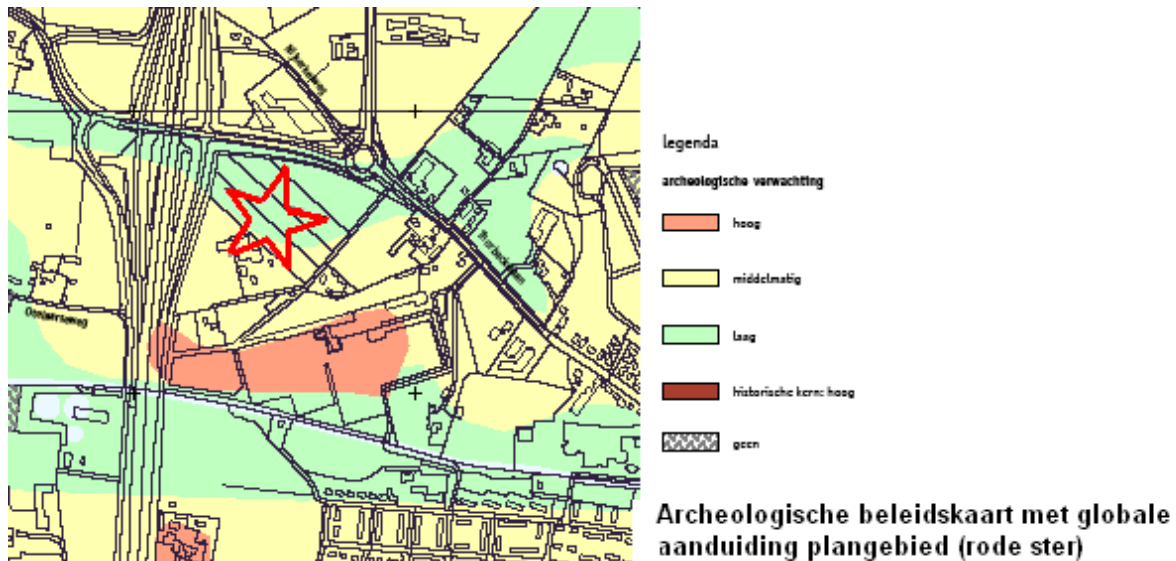 legenda
archeologische verwachting
hoog
middelmatig
laag
historische kern: hoog
geen
Archeologische beleidskaart met globale
aanduiding plangebied (rode ster)